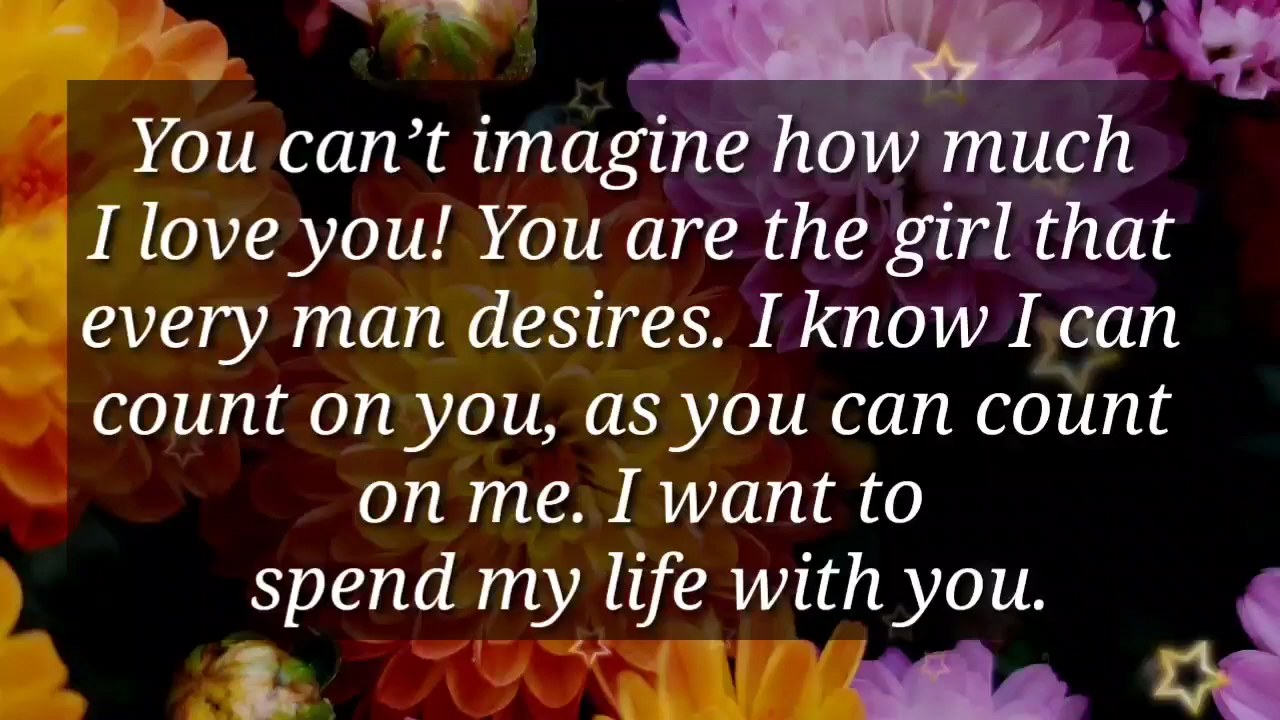 You can’t imagine how much
I love you! You are the girl that
every man desires. I know I can
count on you, as you can count
on me. I want to
spend my life with you.